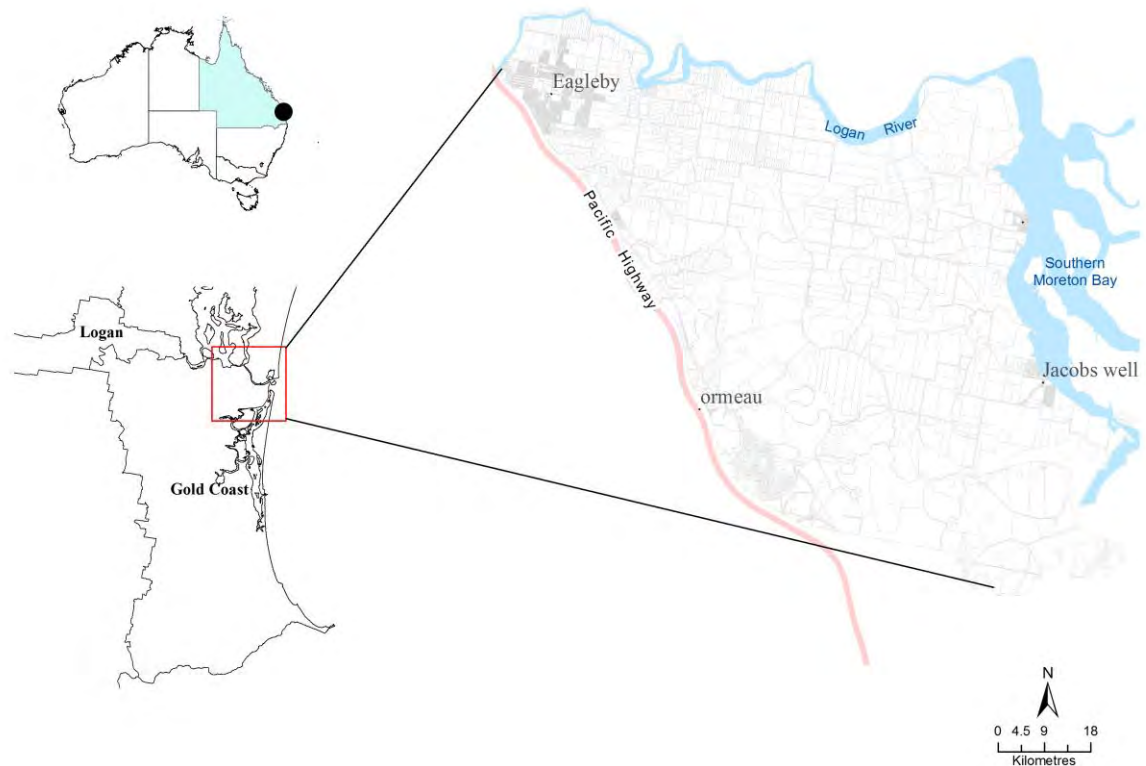 Eagleby
Logan River
Pacific Highway
Southern
Moreton Bay
Logan
Jacobs well
ormeau
Gold Coast
N
0 4.5 9 18
Kilometres